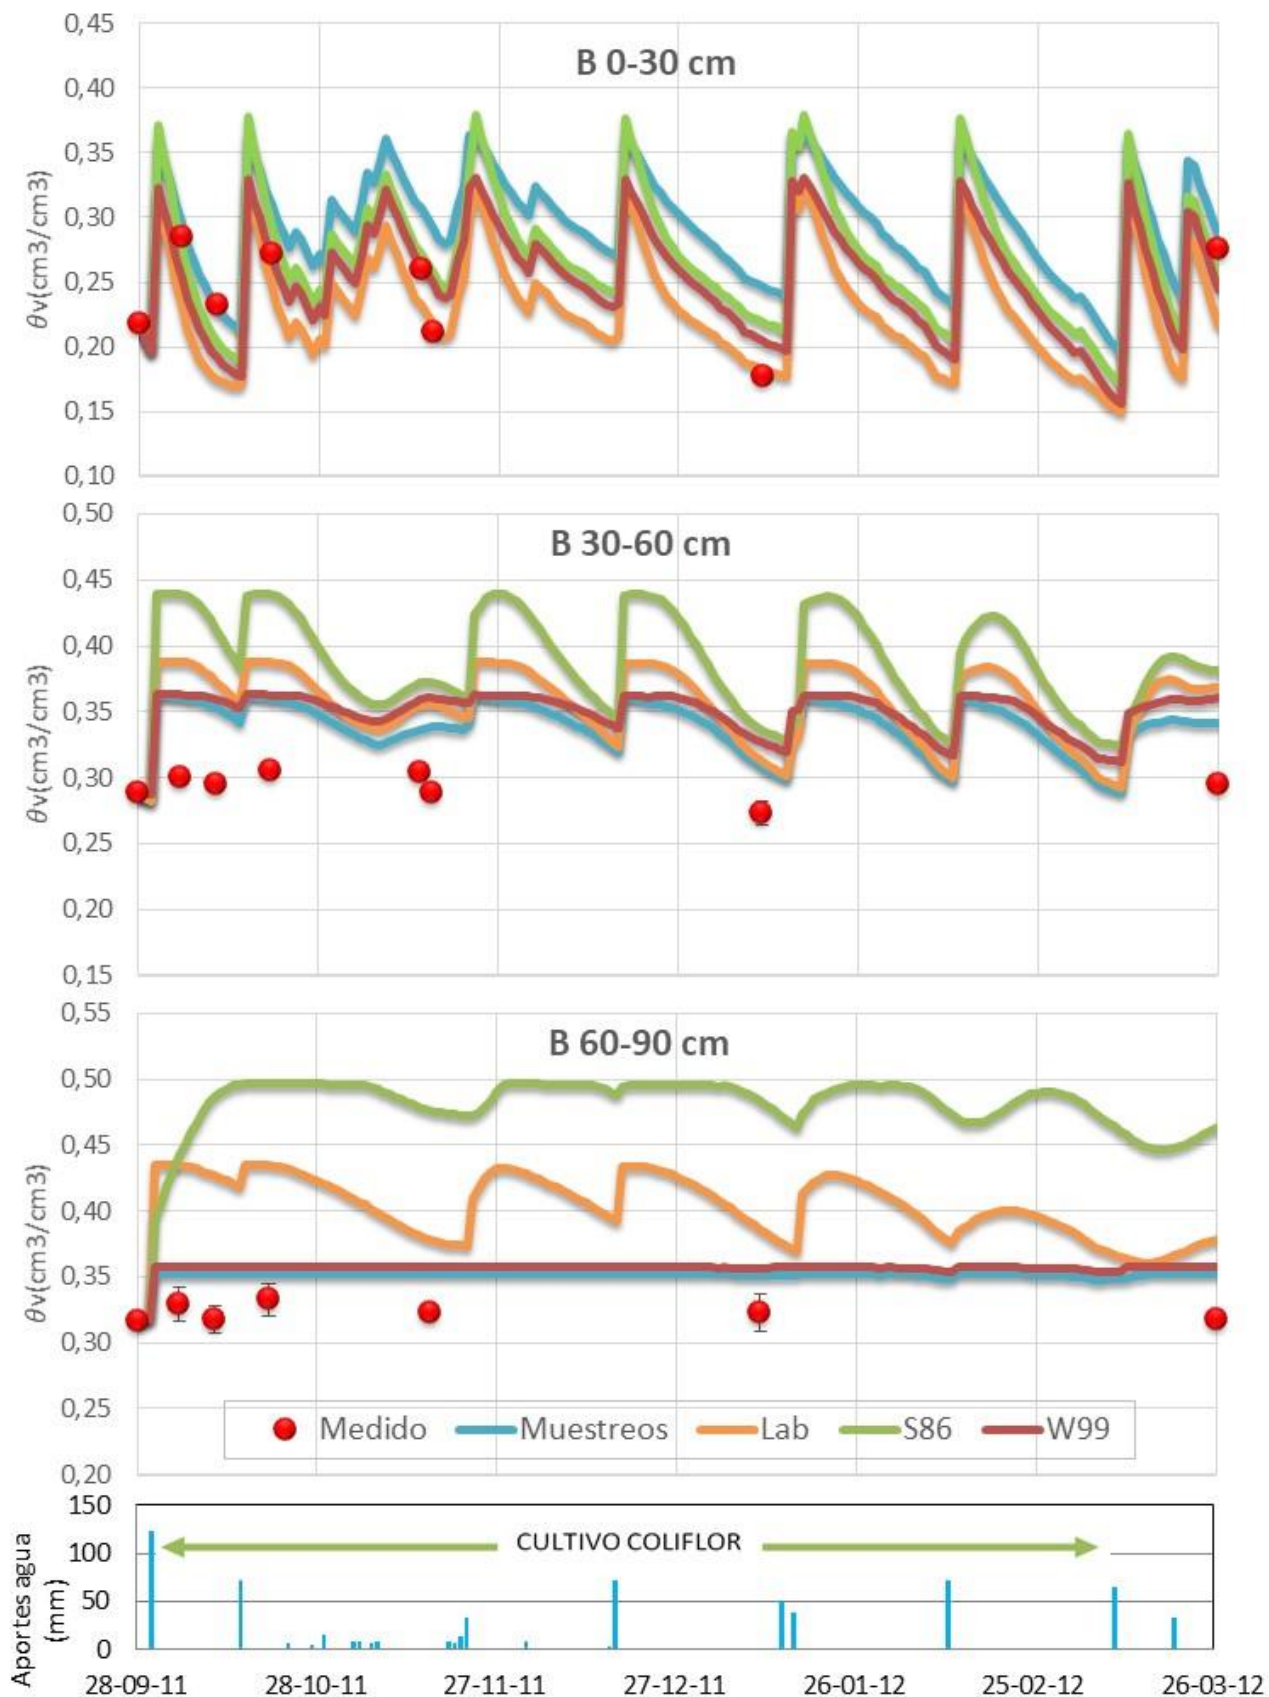 0,45
B 0-30 cm
0,40
0,35
0,30
0,25
0,20
0,15
0,10
θv(cm3/cm3)
0,50
B 30-60 cm
0,45
0,40
0,35
0,30
0,25
0,20
0,15
θv(cm3/cm3)
0,55
B 60-90 cm
0,50
0,45
0,40
0,35
0,30
0,25
0,20
θv(cm3/cm3)
Medido Muestreos Lab S86 W99
150
100
50
0
Aportes agua
(mm)
CULTIVO COLIFLOR
28-09-11 28-10-11 27-11-11 27-12-11 26-01-12 25-02-12 26-03-12